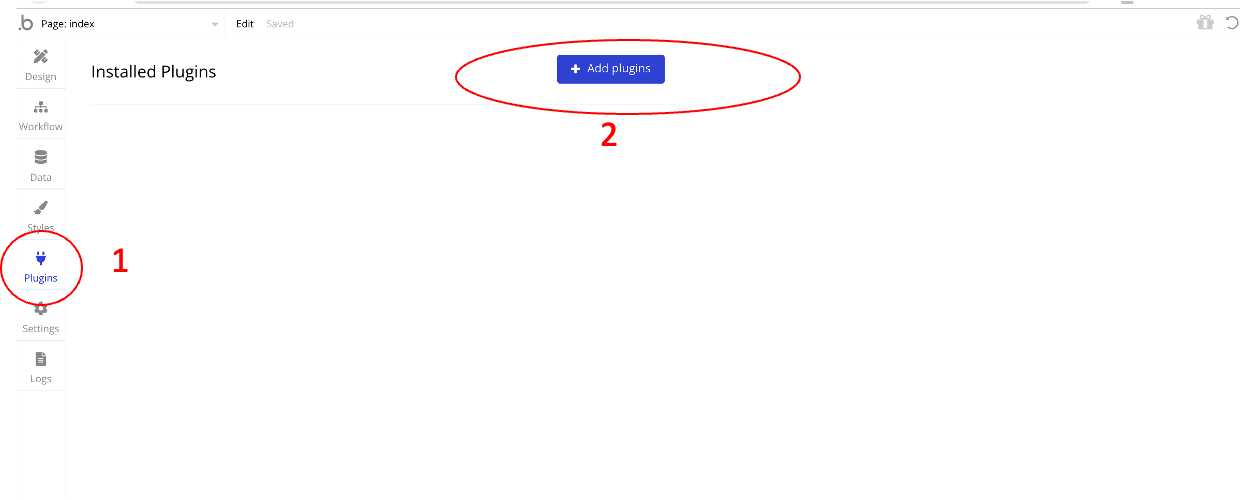 .b Page: index Edit Saved
Design
Installed Plugins
+ Add plugins
Workflow
2
Data
Styles
1
Plugins
Settings
Logs